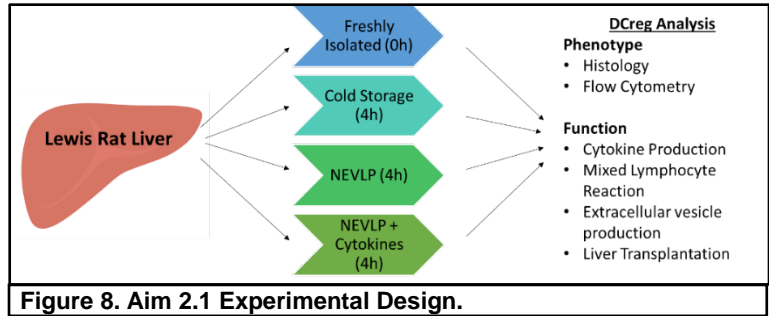 Lewis Rat Liver
Freshly
Isolated (0h)
Cold Storage
(4h)
NEVLP (4h)
NEVLP +
Cytokines
(4h)
DCreg Analysis
Phenotype
• Histology
• Flow Cytometry
Function
• Cytokine Production
• Mixed Lymphocyte
Reaction
• Extracellular vesicle
production
• Liver Transplantation
Figure 8. Aim 2.1 Experimental Design.